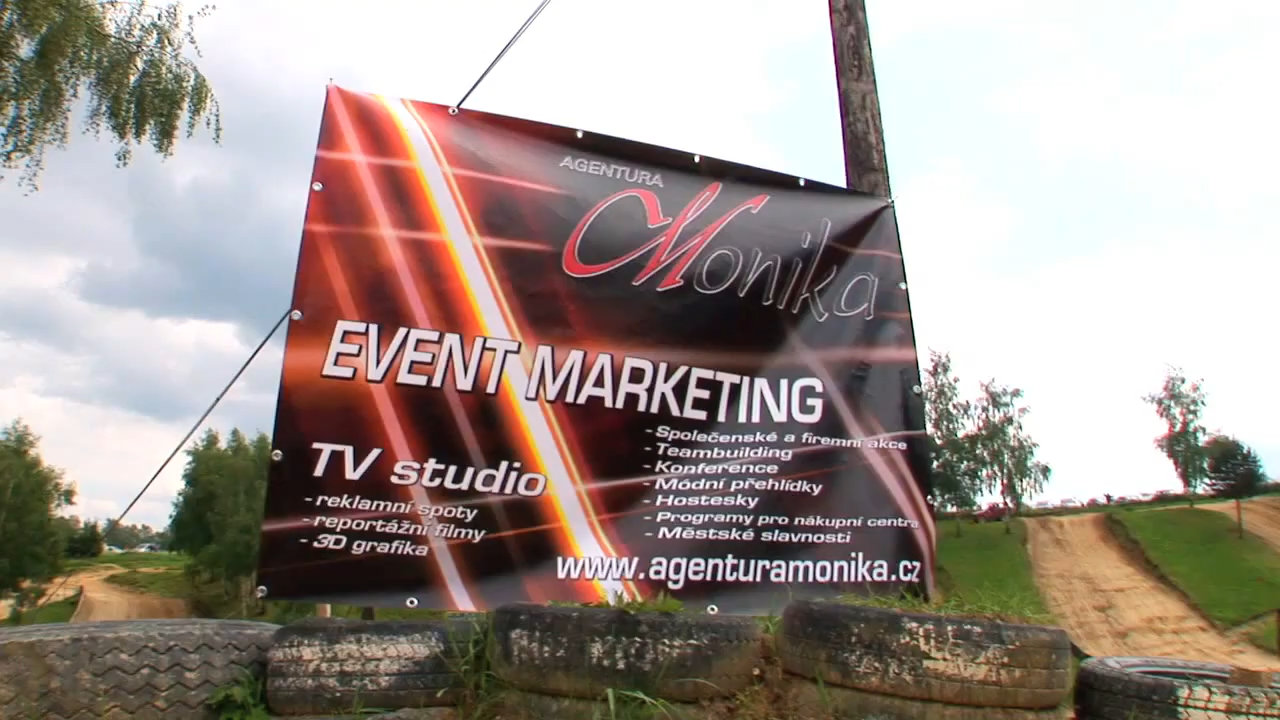 AGENTURA
Monika
EVENT MARKETING
TV studio
- reklamní spoty
- reportážní filmy
- 3D grafika
- Společenské a firemní akce
- Teambuilding
- Konference
- Módní přehlídky
- Hostesky
- Programy pro nákupní centra
- Městské slavnosti
www.agenturamonika.cz